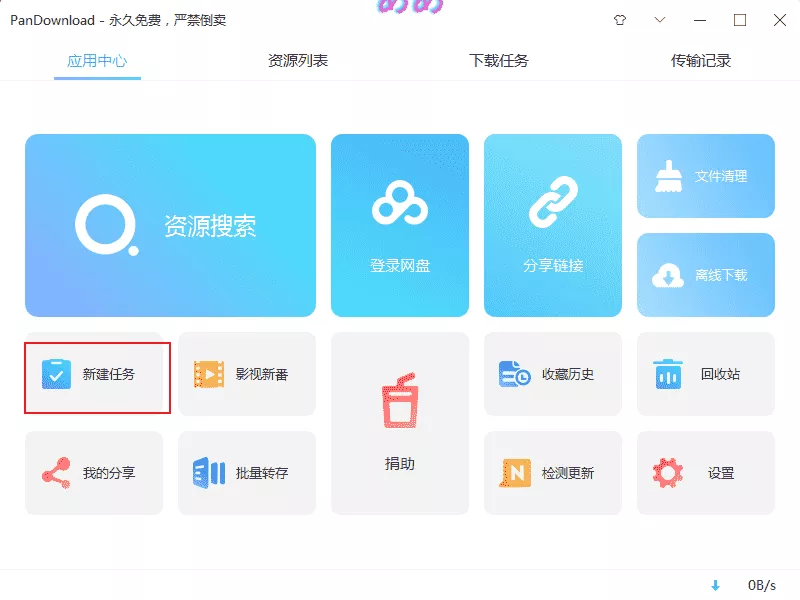 PanDownload - 永久免费，严禁倒卖
应用中心
资源列表
下载任务
传输记录
资源搜索
登录网盘
分享链接
文件清理
离线下载
新建任务
影视新番
捐助
收藏历史
回收站
我的分享
批量转存
N 检测更新
设置
0B/s